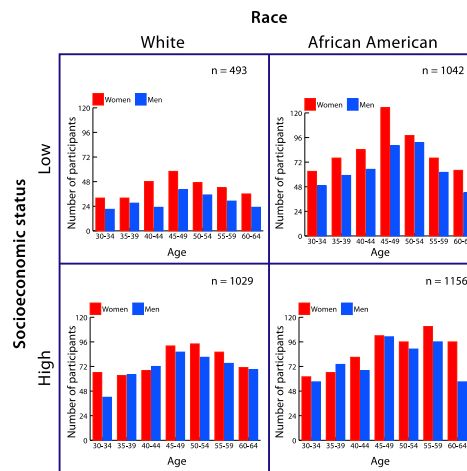 Race
White
African American
Socioeconomic status
Low
n = 493
Women Men
Number of participants
120
96
72
48
24
0
30-34 35-39 40-44 45-49 50-54 55-59 60-64
Age
n = 1042
Women Men
Number of participants
120
96
72
48
24
0
30-34 35-39 40-44 45-49 50-54 55-59 60-6
Age
High
n = 1029
Women Men
Number of participants
120
96
72
48
24
0
30-34 35-39 40-44 45-49 50-54 55-59 60-64
Age
n = 1156
Women Men
Number of participants
120
96
72
48
24
0
30-34 35-39 40-44 45-49 50-54 55-59 60-64
Age